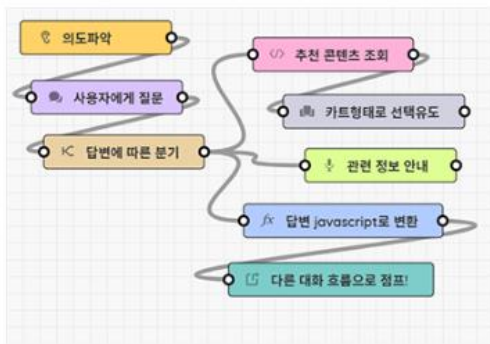 의도파악
사용자에게 질문
답변에 따른 분기
추천 콘텐츠 조회
카트형태로 선택유도
관련 정보 안내
fx 답변 javascript로 변환
다른 대화 흐름으로 점프!